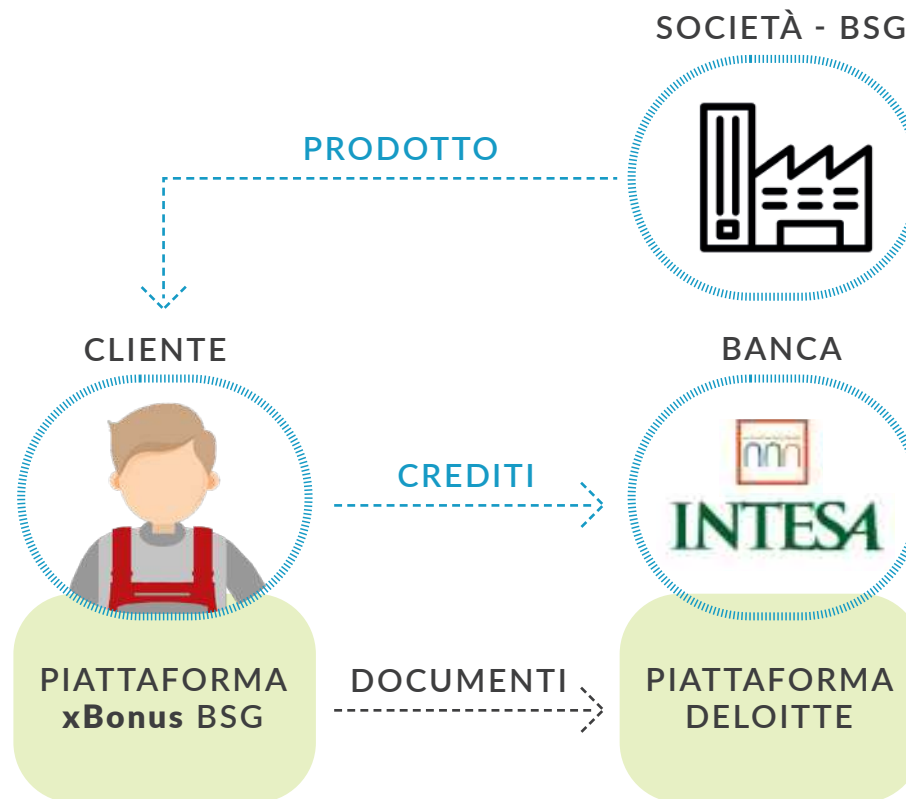 SOCIETÀ - BSG
PRODOTTO
CLIENTE
BANCA
CREDITI
INTESA
PIATTAFORMA
xBonus BSG
DOCUMENTI
PIATTAFORMA
DELOITTE